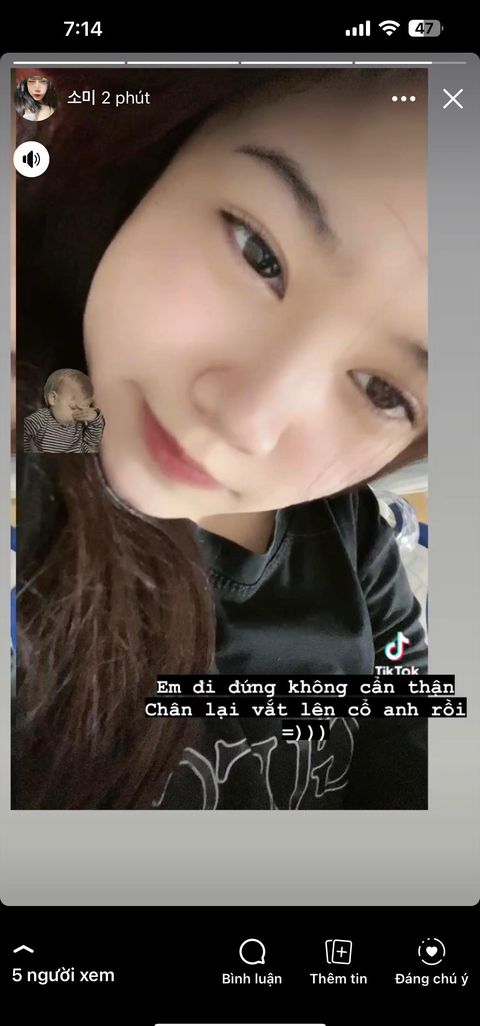 7:14
47
소미 2 phút
TikTok
Em đi đứng không cẩn thận
Chân lại vắt lên cổ anh rồi
=)))
5 người xem
Bình luận
Thêm tin
Đáng chú ý